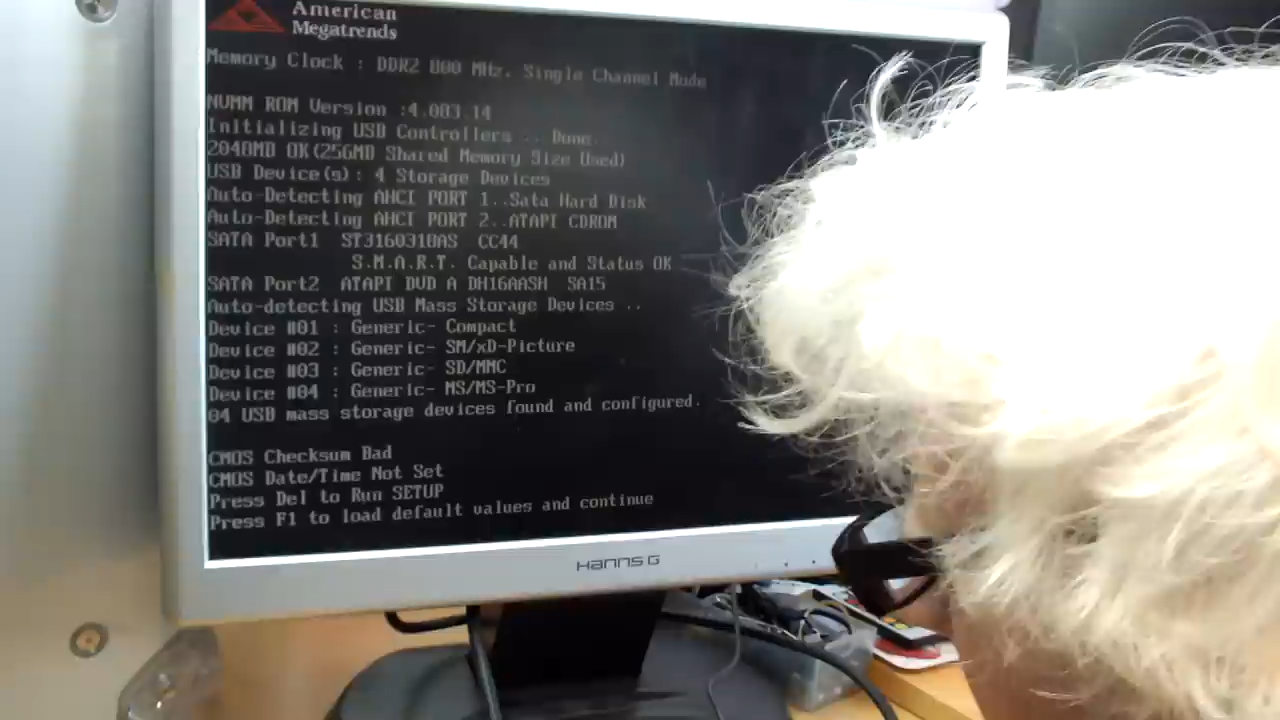 American
Megatrends
Memory Clock : DDR2 800 MHz, Single Channel Mode
NVMM ROM Version :4.083.14
Initializing USB Controllers .. Done.
2048MB OK(256MB Shared Memory Size Used)
USB Device(s): 4 Storage Devices
Auto-Detecting AHCI PORT 1..Sata Hard Disk
Auto-Detecting AHCI PORT 2..ATAPI CDROM
SATA Port1 ST3160318AS CC44
S.M.A.R.T. Capable and Status OK
SATA Port2 ATAPI DVD A DH16AASH SA15
Auto-detecting USB Mass Storage Devices ..
Device #01 : Generic- Compact
Device #02 : Generic- SM/xD-Picture
Device #03 : Generic- SD/MMC
Device #04 : Generic- MS/MS-Pro
04 USB mass storage devices found and configured.
CMOS Checksum Bad
CMOS Date/Time Not Set
Press Del to Run SETUP
Press F1 to load default values and continue
HANNS G